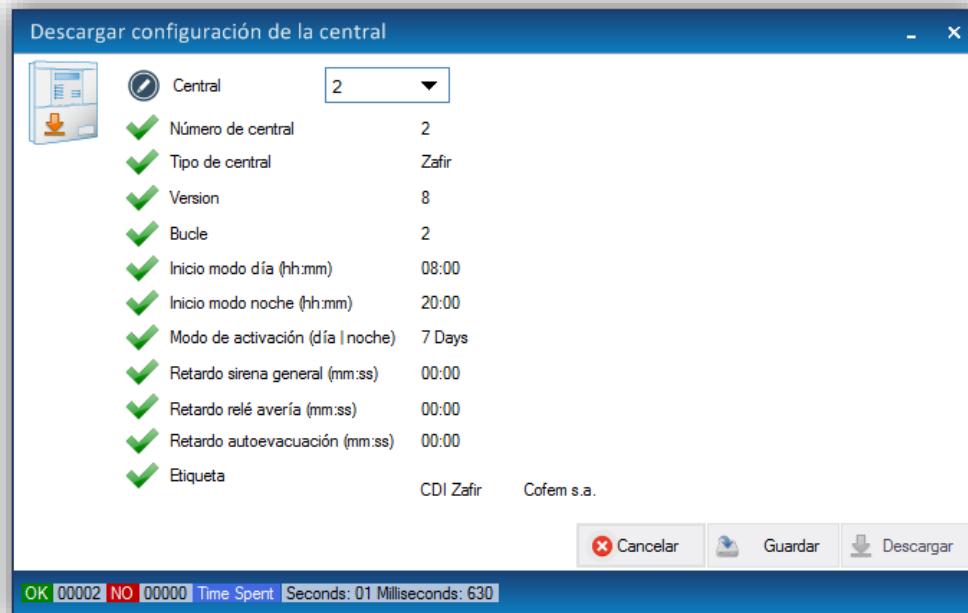 Descargar configuración de la central
Central 2
Número de central 2
Tipo de central Zafir
Version 8
Bucle 2
Inicio modo día (hh:mm) 08:00
Inicio modo noche (hh:mm) 20:00
Modo de activación (día | noche) 7 Days
Retardo sirena general (mm:ss) 00:00
Retardo relé avería (mm:ss) 00:00
Retardo autoevacuación (mm:ss) 00:00
Etiqueta
CDI Zafir Cofem s.a.
Cancelar Guardar Descargar
OK 00002 NO 00000 Time Spent Seconds: 01 Milliseconds: 630